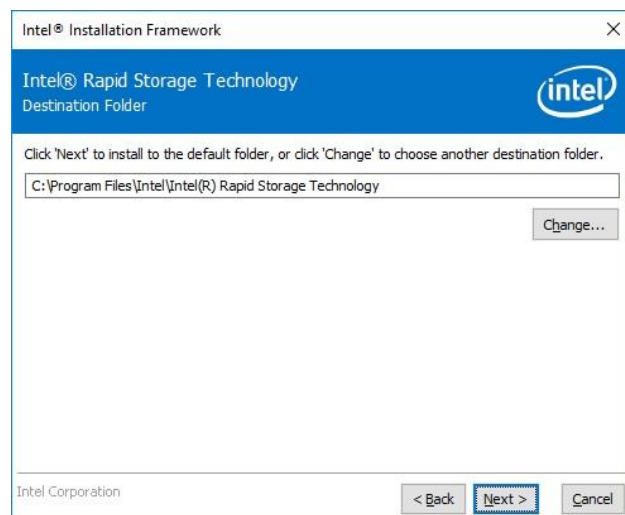 Intel® Installation Framework
Intel® Rapid Storage Technology
Destination Folder
intel
Click 'Next' to install to the default folder, or click 'Change' to choose another destination folder.
C:\Program Files\Intel\Intel(R) Rapid Storage Technology
Change...
Intel Corporation
< Back Next > Cancel